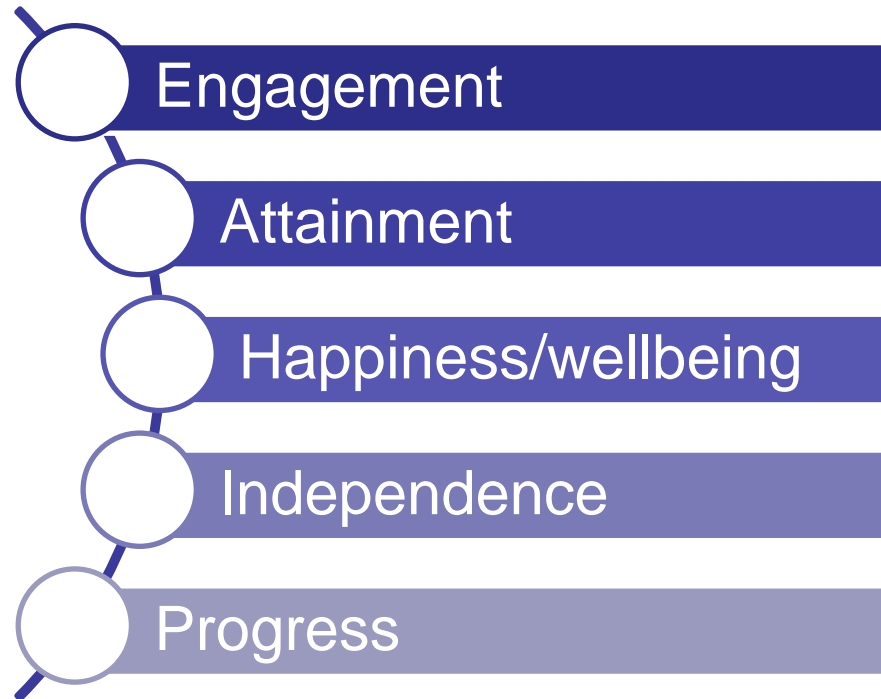 Engagement
Attainment
Happiness/wellbeing
Independence
Progress